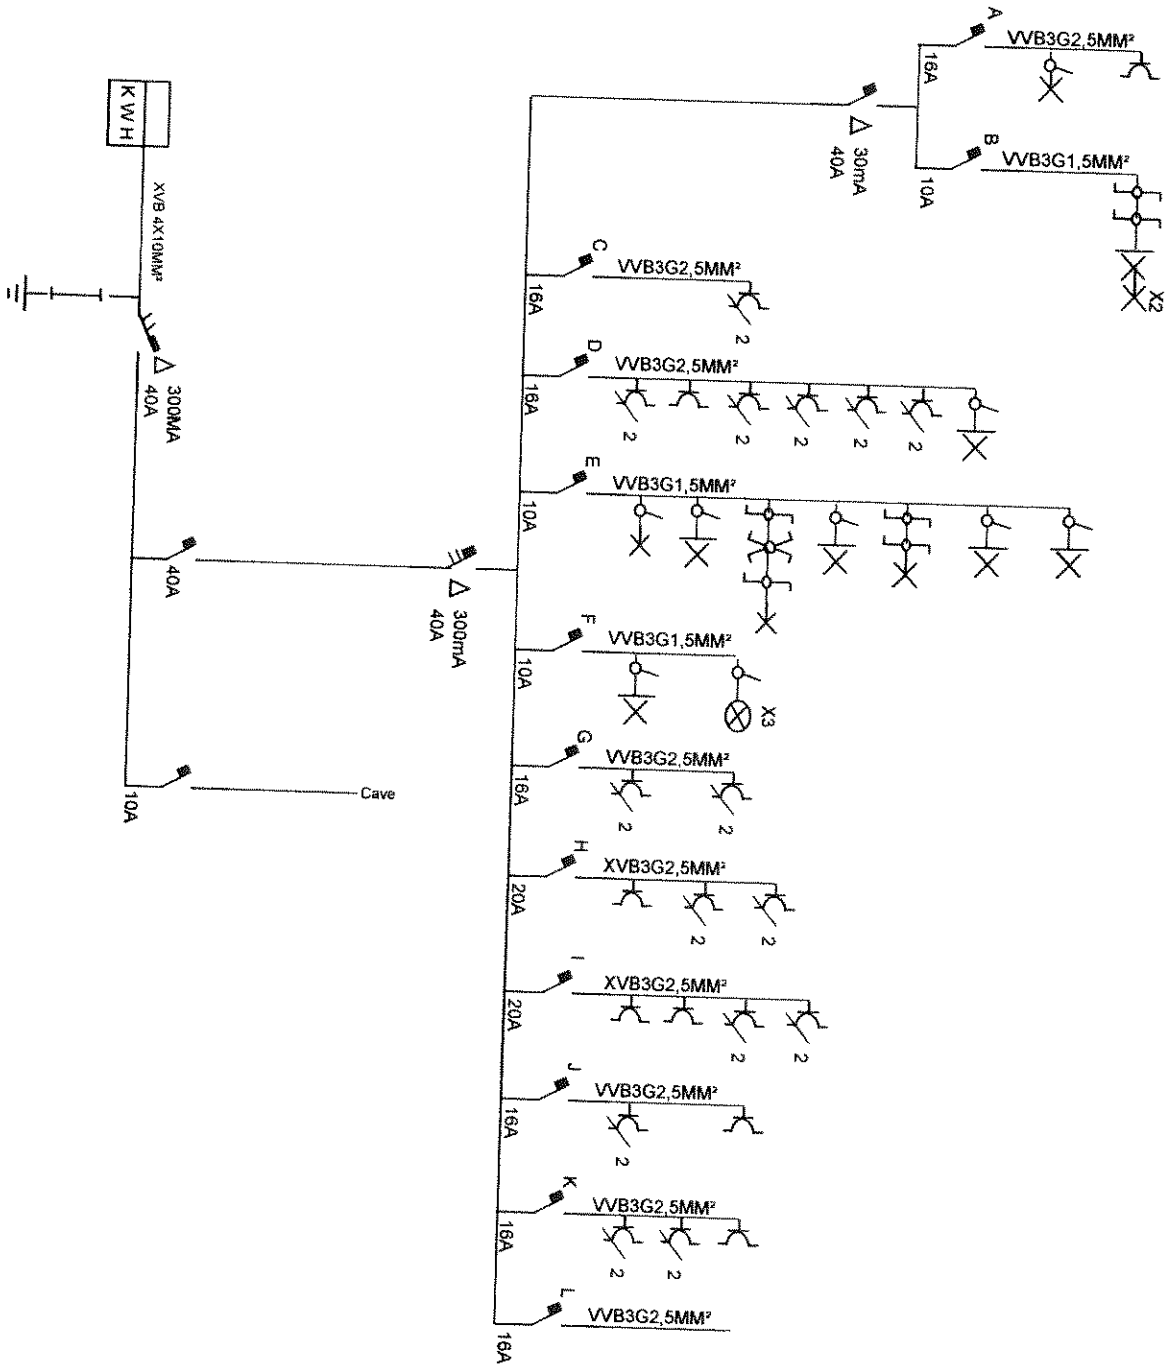 KWH
XVB 4X10MM²
300MA
40A
40A
10A
Cave
300mA
40A
30mA
40A
A
16A
VVB3G2,5MM²
B
10A
VVB3G1,5MM²
X2
C
16A
VVB3G2,5MM²
2
D
16A
VVB3G2,5MM²
2
2
2
2
2
E
10A
VVB3G1,5MM²
F
10A
VVB3G1,5MM²
X3
G
16A
VVB3G2,5MM²
2
2
H
20A
XVB3G2,5MM²
2
2
I
20A
XVB3G2,5MM²
2
2
J
16A
VVB3G2,5MM²
2
K
16A
VVB3G2,5MM²
2
2
L
16A
VVB3G2,5MM²